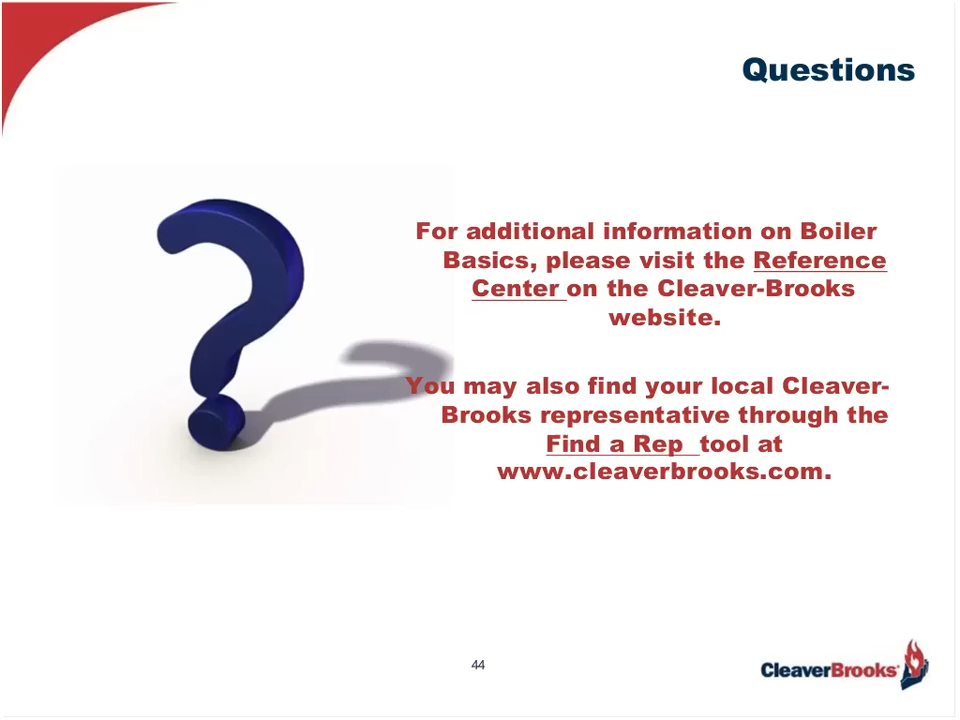 Questions
For additional information on Boiler
Basics, please visit the Reference
Center on the Cleaver-Brooks
website.
You may also find your local Cleaver-
Brooks representative through the
Find a Rep tool at
www.cleaverbrooks.com.
44
CleaverBrooks